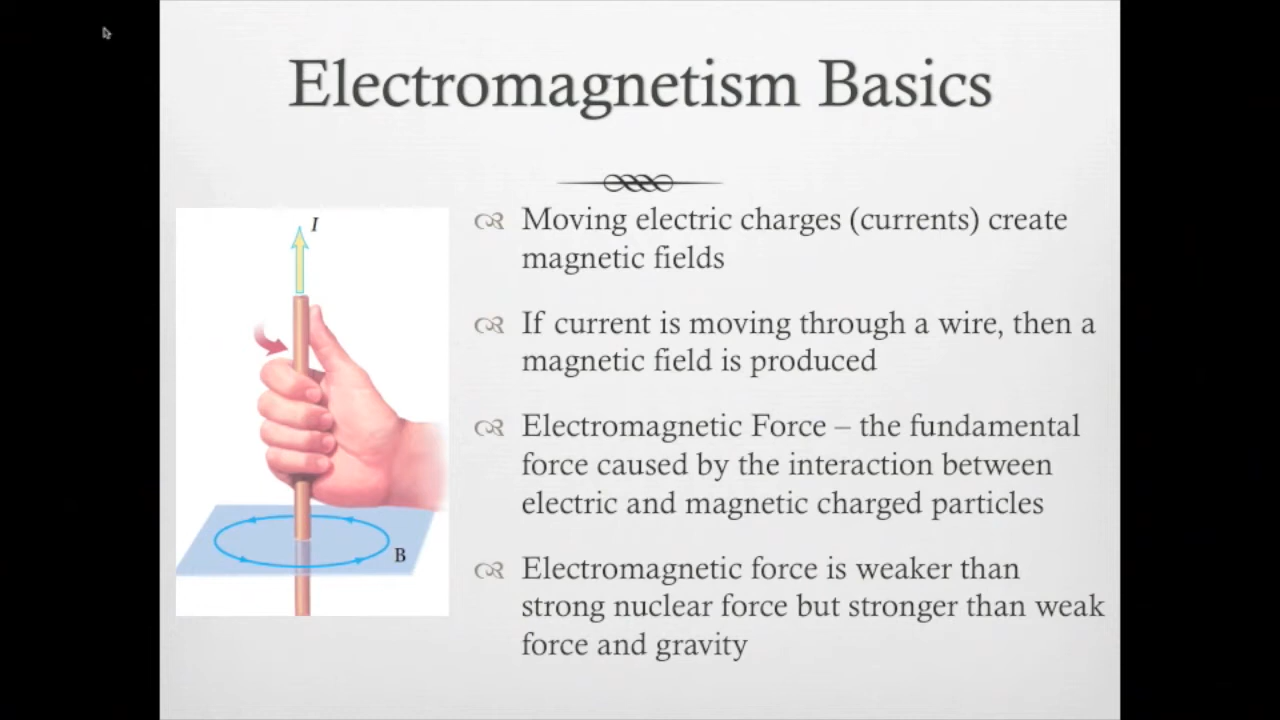 Electromagnetism Basics
I
B
Moving electric charges (currents) create
magnetic fields
If current is moving through a wire, then a
magnetic field is produced
Electromagnetic Force – the fundamental
force caused by the interaction between
electric and magnetic charged particles
Electromagnetic force is weaker than
strong nuclear force but stronger than weak
force and gravity